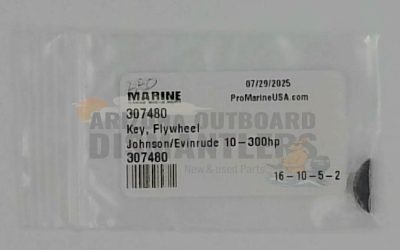 MARINE
07/29/2025
ProMarineUSA.com
307480
Key, Flywheel
Johnson/Evinrude 10-300hp
307480
16-10-5-2
ARIZONA OUTBOARD
DISMANTLERS
New & used Parts